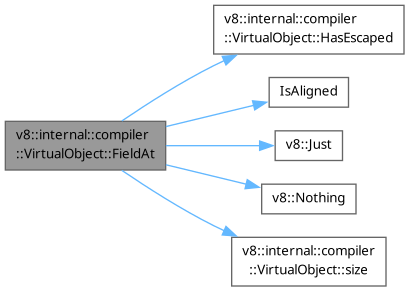 v8::internal::compiler
::VirtualObject::HasEscaped
IsAligned
v8::internal::compiler
::VirtualObject::FieldAt
v8::Just
v8::Nothing
v8::internal::compiler
::VirtualObject::size